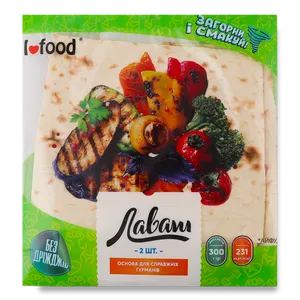 I❤food
ЗАГОРНИ
І СМАКУЙ!
Лаваш
2 ШТ.
ОСНОВА ДЛЯ СПРАВЖНІХ
ГУРМАНІВ
БЕЗ
ДРІЖДЖІВ
300
231